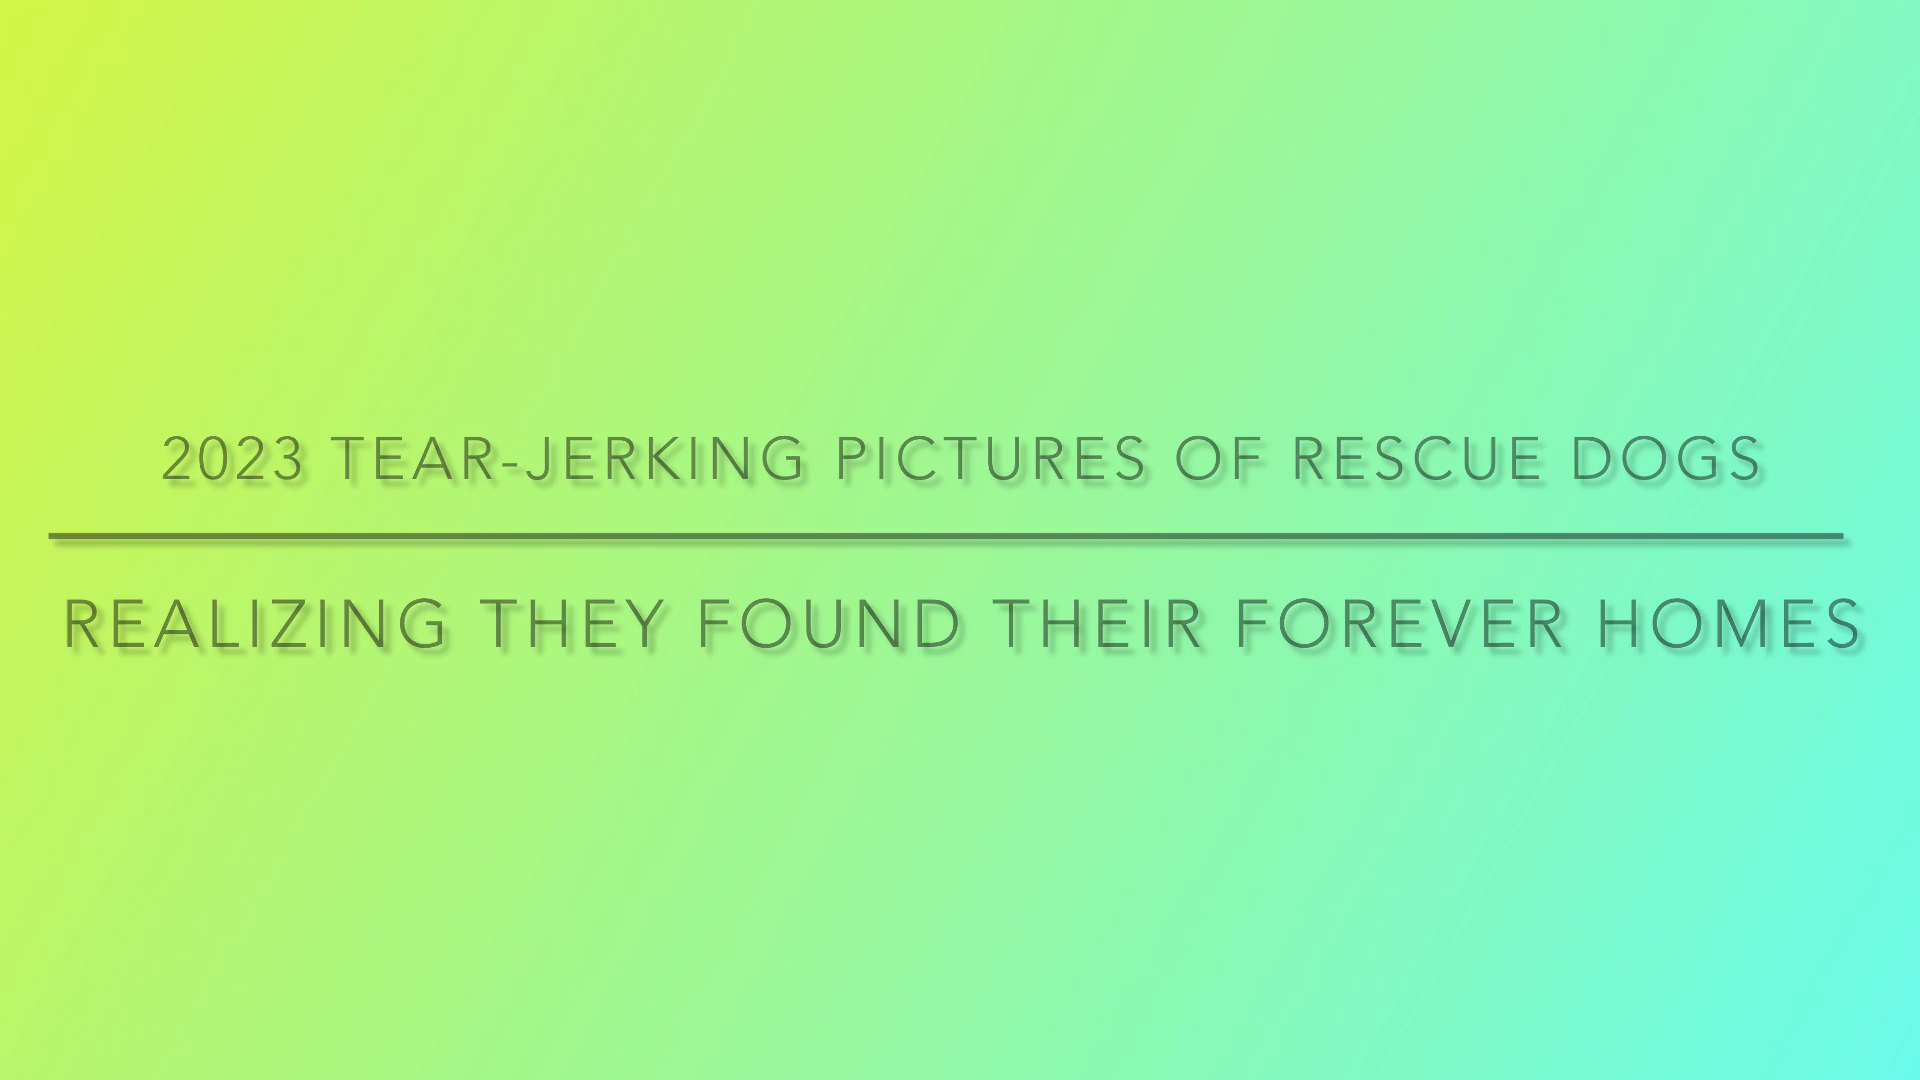 2023 TEAR-JERKING PICTURES OF RESCUE DOGS
REALIZING THEY FOUND THEIR FOREVER HOMES